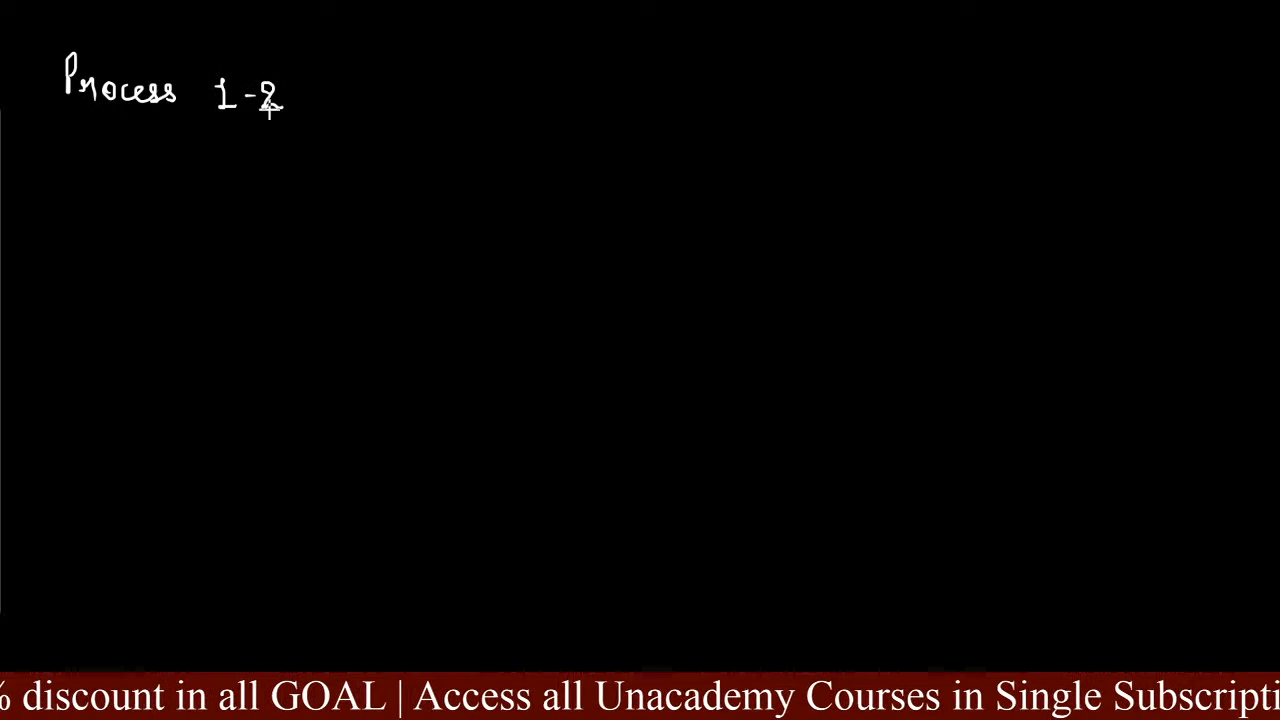 Process 1-2
% discount in all GOAL | Access all Unacademy Courses in Single Subscripti